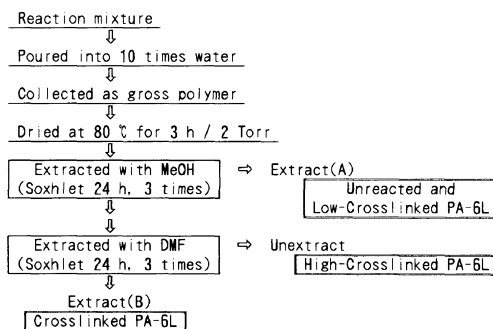 Reaction mixture
⇩
Poured into 10 times water
⇩
Collected as gross polymer
⇩
Dried at 80 ℃ for 3 h / 2 Torr
⇩
Extracted with MeOH ⇨ Extract(A)
(Soxhlet 24 h, 3 times)
Unreacted and
Low-Crosslinked PA-6L
⇩
⇩
Extracted with DMF ⇨ Unextract
(Soxhlet 24 h, 3 times)
High-Crosslinked PA-6L
⇩
Extract(B)
Crosslinked PA-6L